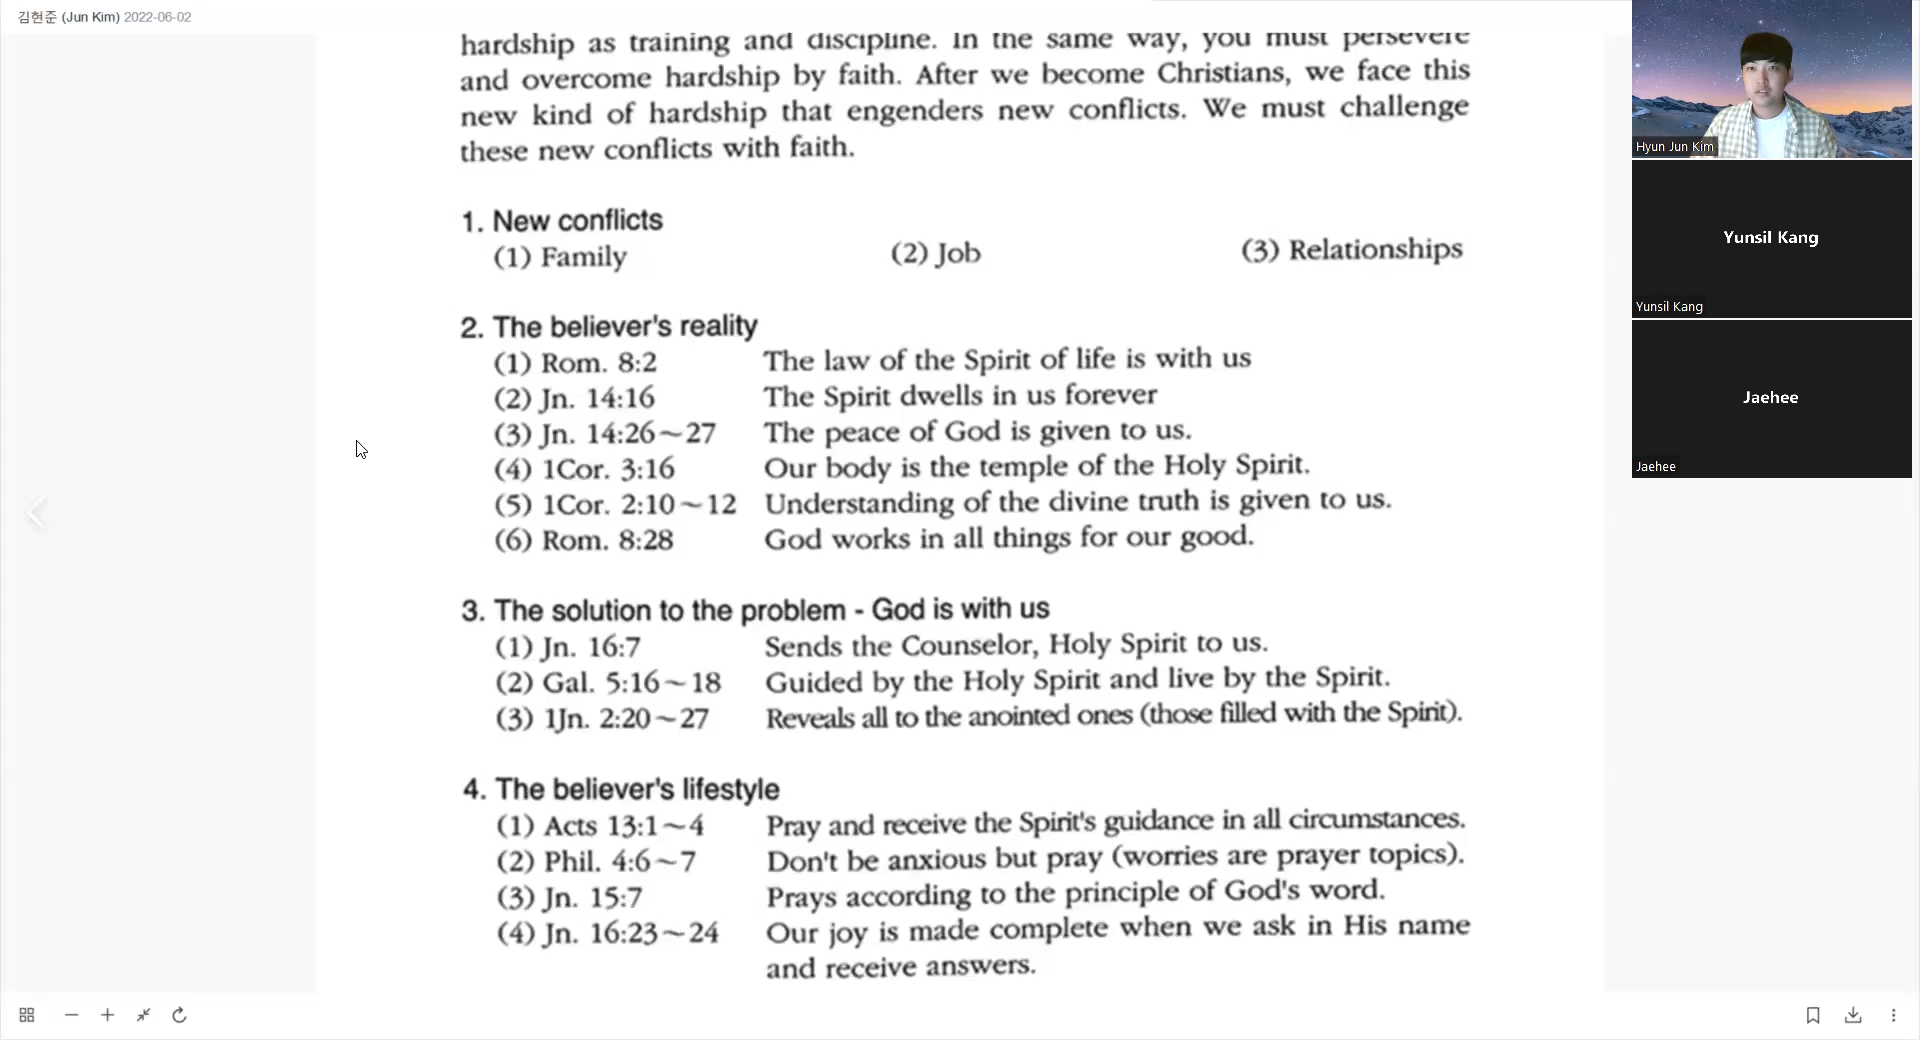 김현준 (Jun Kim) 2022-06-02
hardship as training and discipline. In the same way, you must persevere
and overcome hardship by faith. After we become Christians, we face this
new kind of hardship that engenders new conflicts. We must challenge
these new conflicts with faith.
1. New conflicts
(1) Family (2) Job (3) Relationships
2. The believer's reality
(1) Rom. 8:2 The law of the Spirit of life is with us
(2) Jn. 14:16 The Spirit dwells in us forever
(3) Jn. 14:26~27 The peace of God is given to us.
(4) 1Cor. 3:16 Our body is the temple of the Holy Spirit.
(5) 1Cor. 2:10~12 Understanding of the divine truth is given to us.
(6) Rom. 8:28 God works in all things for our good.
3. The solution to the problem - God is with us
(1) Jn. 16:7 Sends the Counselor, Holy Spirit to us.
(2) Gal. 5:16~18 Guided by the Holy Spirit and live by the Spirit.
(3) 1Jn. 2:20~27 Reveals all to the anointed ones (those filled with the Spirit).
4. The believer's lifestyle
(1) Acts 13:1~4 Pray and receive the Spirit's guidance in all circumstances.
(2) Phil. 4:6~7 Don't be anxious but pray (worries are prayer topics).
(3) Jn. 15:7 Prays according to the principle of God's word.
(4) Jn. 16:23~24 Our joy is made complete when we ask in His name
and receive answers.
Hyun Jun Kim
Yunsil Kang
Yunsil Kang
Jaehee
Jaehee